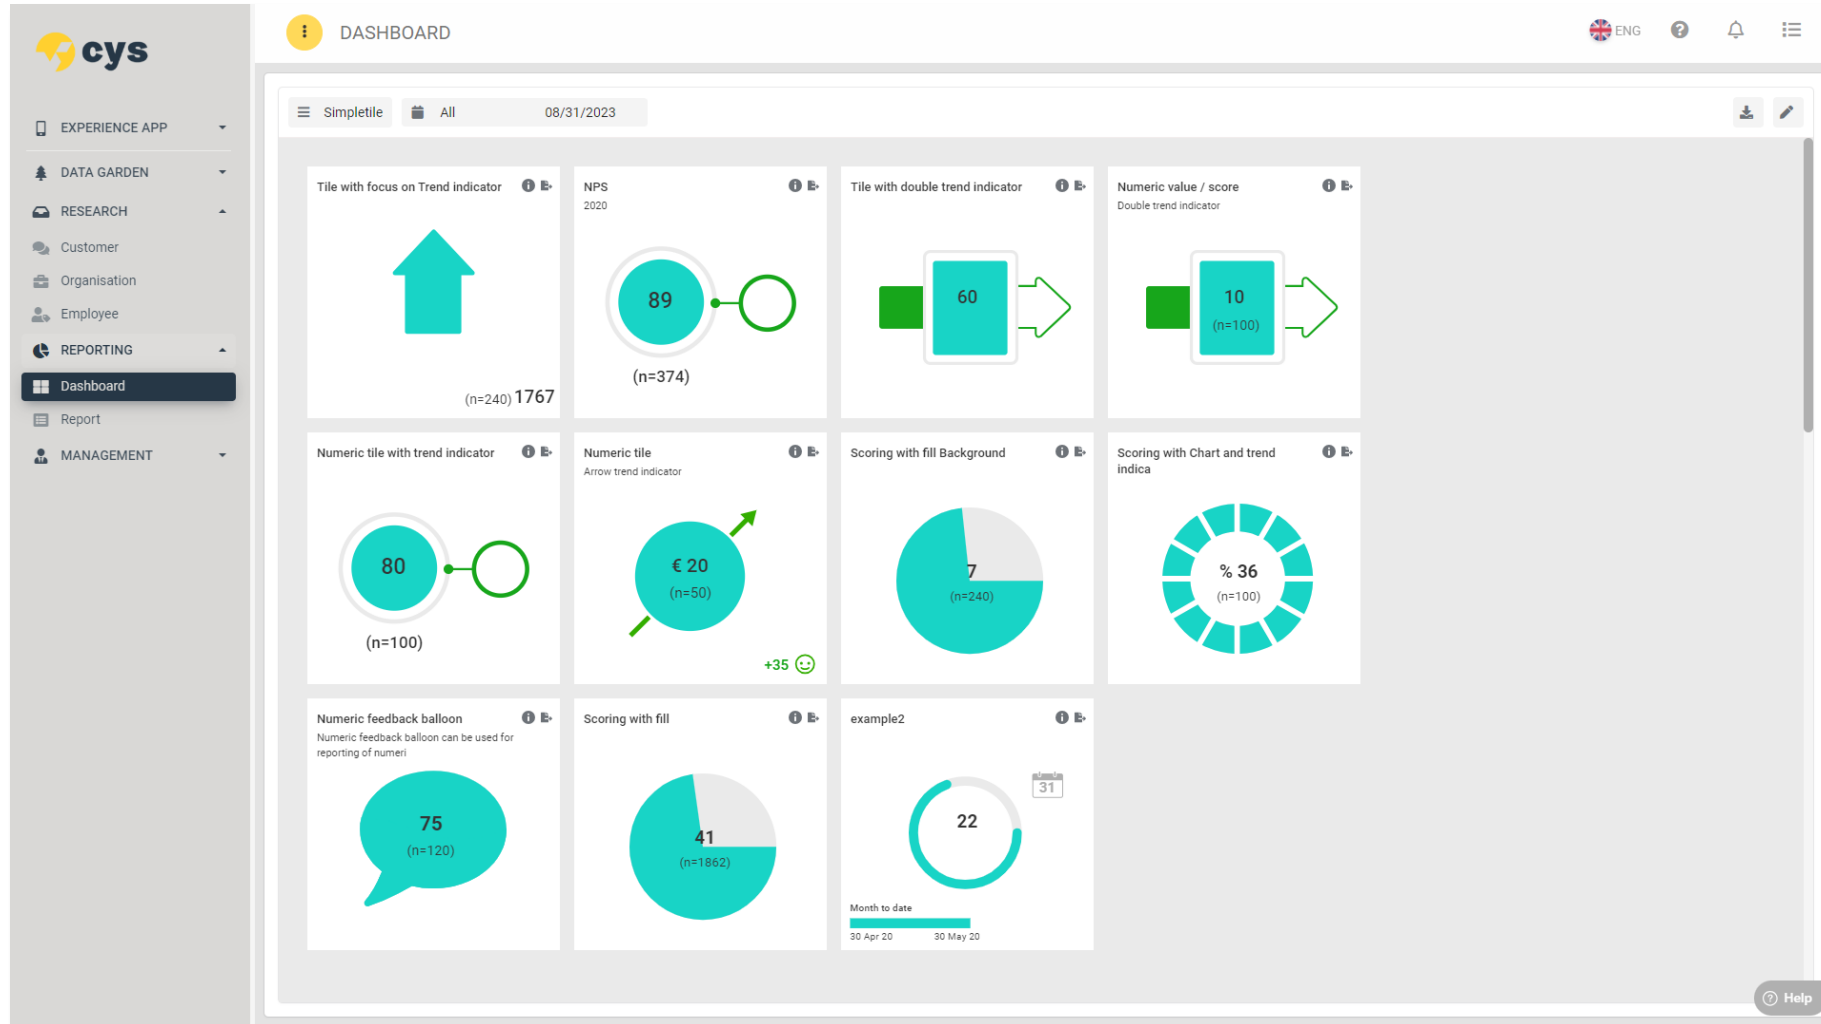 cys
DASHBOARD
ENG
EXPERIENCE APP
DATA GARDEN
RESEARCH
Customer
Organisation
Employee
REPORTING
Dashboard
Report
MANAGEMENT
Simpletile
All
08/31/2023
Tile with focus on Trend indicator
(n=240) 1767
NPS
2020
89
(n=374)
Tile with double trend indicator
60
Numeric value / score
Double trend indicator
10
(n=100)
Numeric tile with trend indicator
80
(n=100)
Numeric tile
Arrow trend indicator
€ 20
(n=50)
+35
Scoring with fill Background
7
(n=240)
Scoring with Chart and trend
indica
% 36
(n=100)
Numeric feedback balloon
Numeric feedback balloon can be used for
reporting of numeri
75
(n=120)
Scoring with fill
41
(n=1862)
example2
31
22
Month to date
30 Apr 20 30 May 20
Help